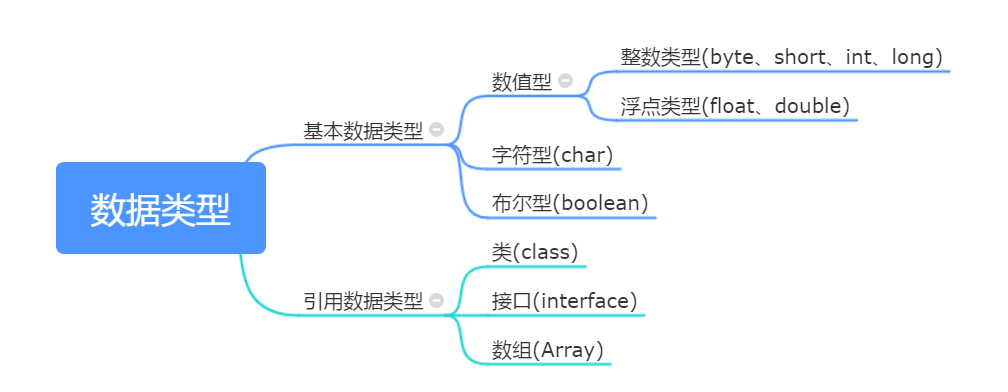 数据类型
基本数据类型
数值型
整数类型(byte、short、int、long)
浮点类型(float、double)
字符型(char)
布尔型(boolean)
引用数据类型
类(class)
接口(interface)
数组(Array)